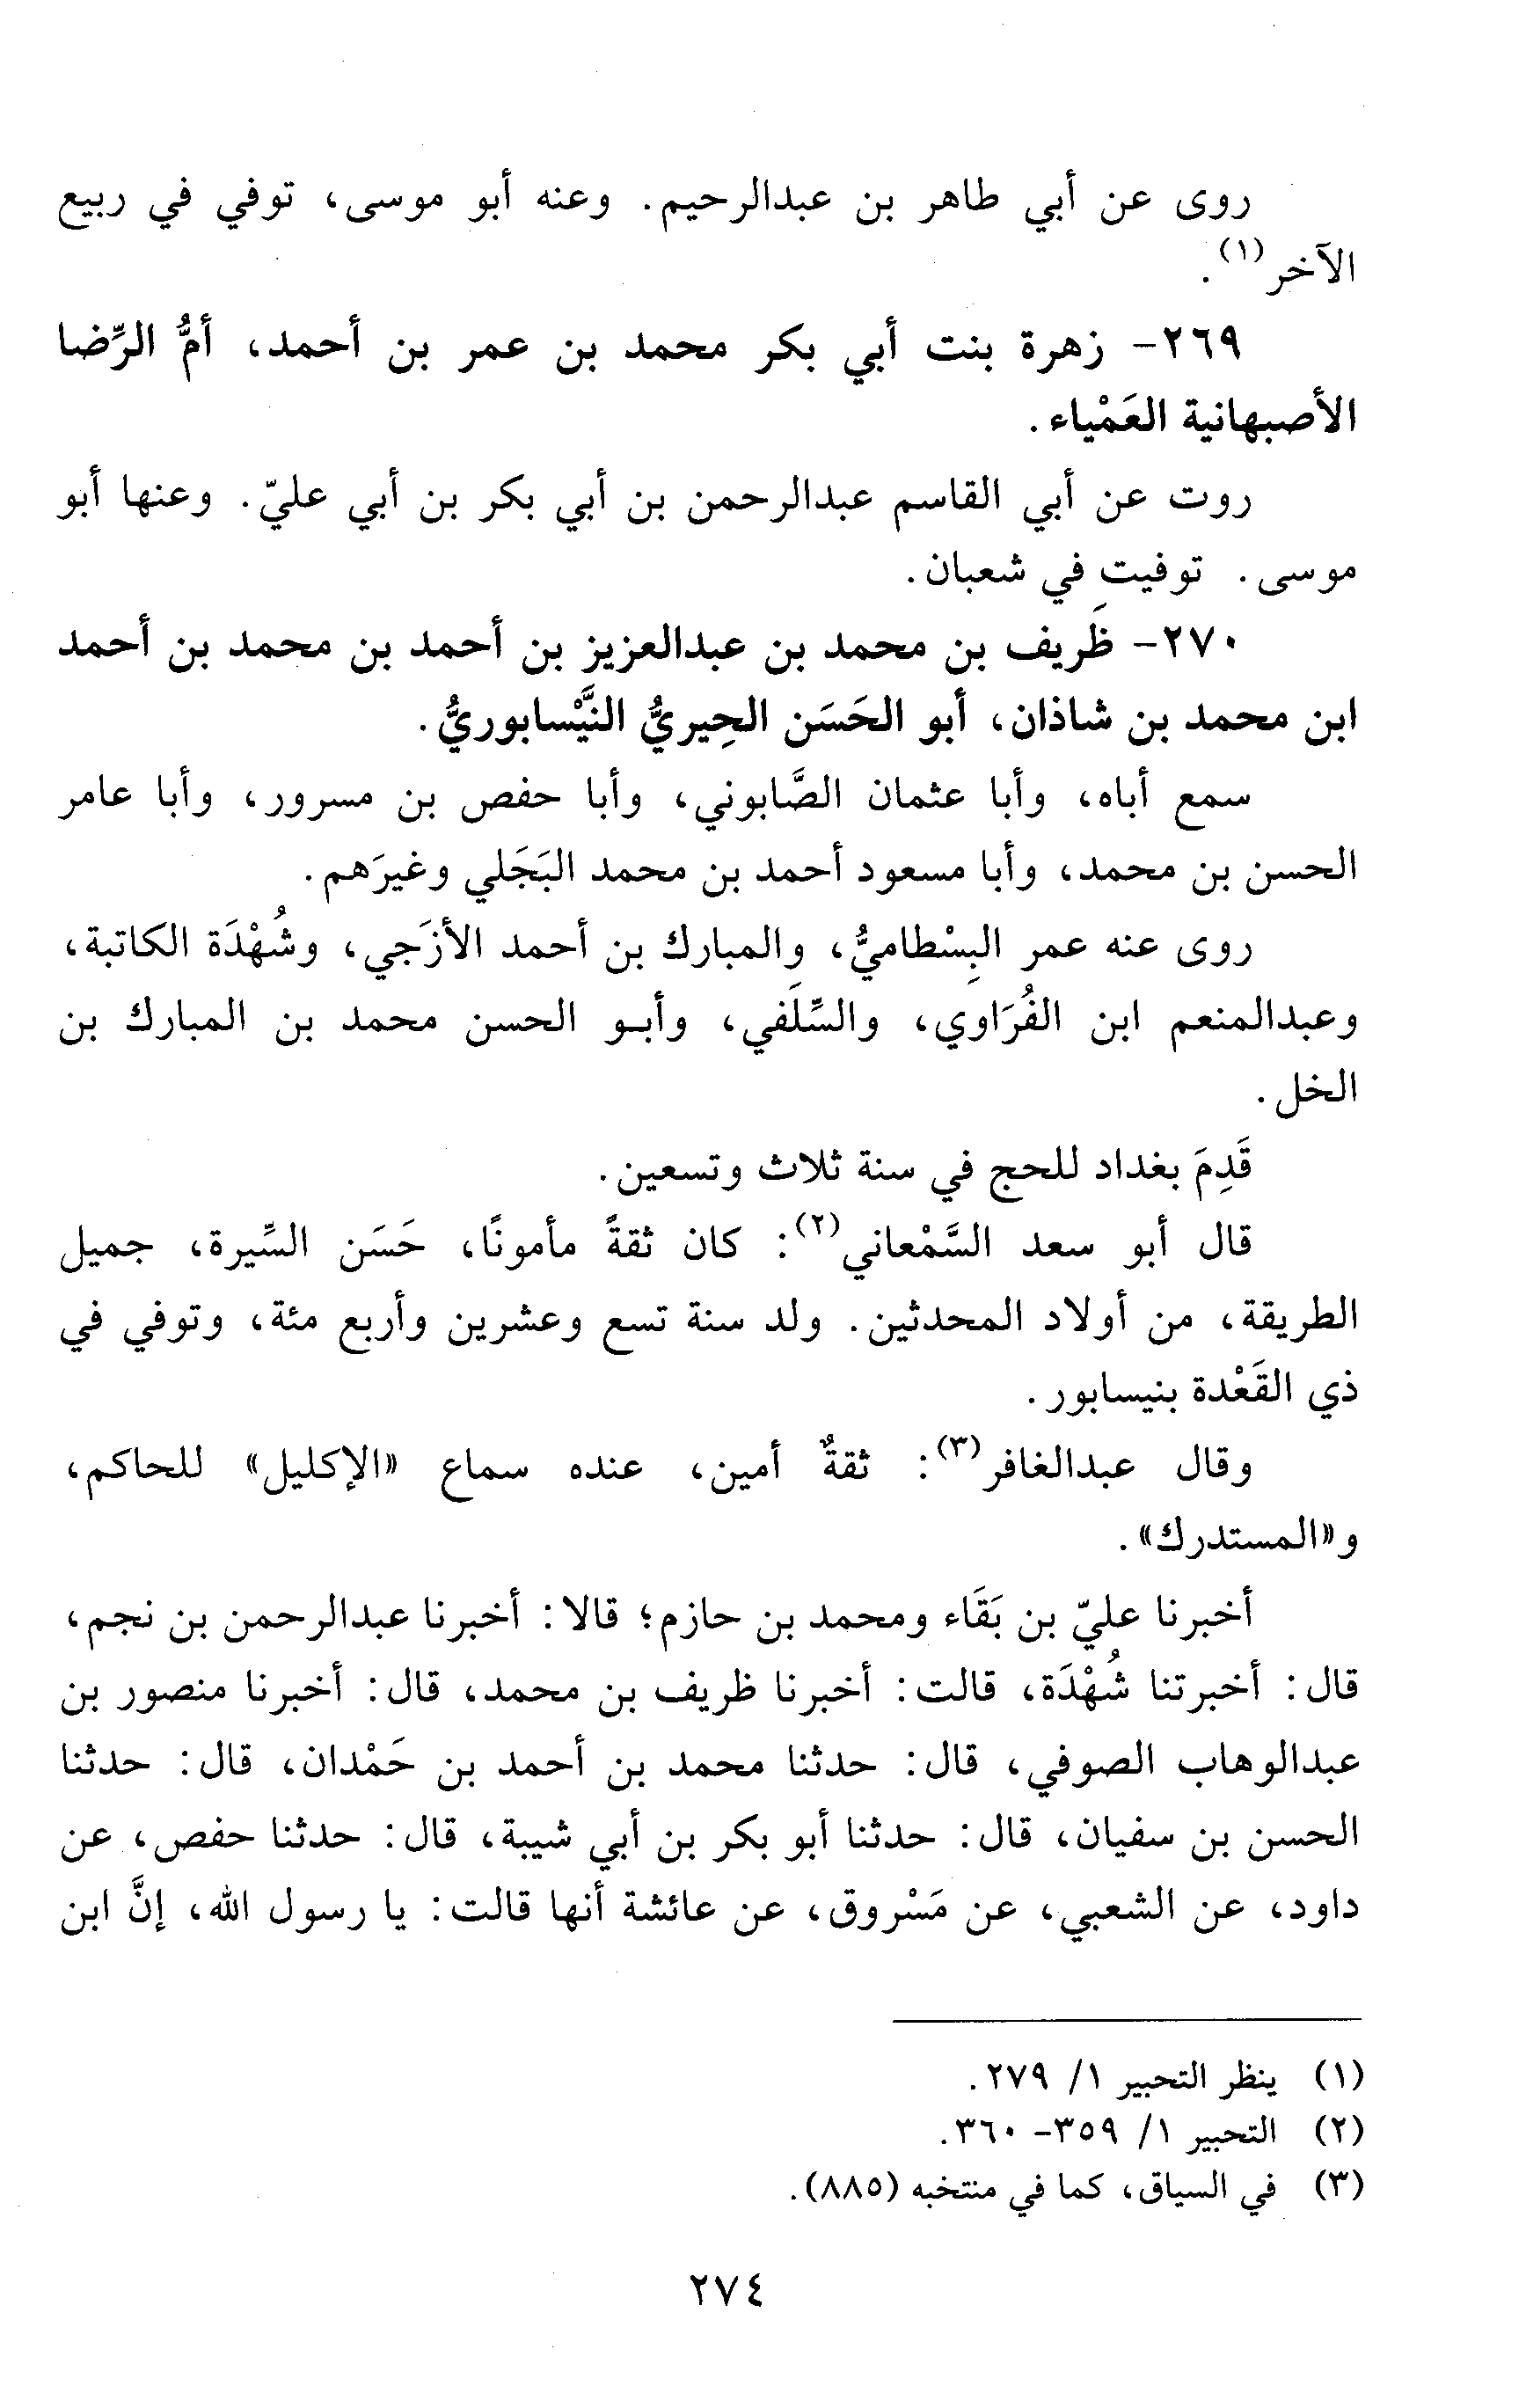 روى عن أبي طاهر بن عبدالرحيم. وعنه أبو موسى، توفي في ربيع
الآخر(١).
٢٦٩- زهرة بنت أبي بكر محمد بن عمر بن أحمد، أمُّ الرِّضا
الأصبهانية العَمْياء.
روت عن أبي القاسم عبدالرحمن بن أبي بكر بن أبي عليّ. وعنها أبو
موسى. توفيت في شعبان.
٢٧٠- ظَريف بن محمد بن عبدالعزيز بن أحمد بن محمد بن أحمد
ابن محمد بن شاذان، أبو الحَسَن الحِيريُّ النَّيْسابوريُّ.
سمع أباه، وأبا عثمان الصَّابوني، وأبا حفص بن مسرور، وأبا عامر
الحسن بن محمد، وأبا مسعود أحمد بن محمد البَجَلي وغيرَهم.
روى عنه عمر البِسْطاميُّ، والمبارك بن أحمد الأزَجي، وشُهْدَة الكاتبة،
وعبدالمنعم ابن الفُرَاوي، والسِّلَفي، وأبو الحسن محمد بن المبارك بن
الخل.
قَدِمَ بغداد للحج في سنة ثلاث وتسعين.
قال أبو سعد السَّمْعاني(٢): كان ثقةً مأمونًا، حَسَن السِّيرة، جميل
الطريقة، من أولاد المحدثين. ولد سنة تسع وعشرين وأربع مئة، وتوفي في
ذي القَعْدة بنيسابور.
وقال عبدالغافر(٣): ثقةٌ أمين، عنده سماع «الإكليل» للحاكم،
و«المستدرك».
أخبرنا عليّ بن بَقَاء ومحمد بن حازم؛ قالا: أخبرنا عبدالرحمن بن نجم،
قال: أخبرتنا شُهْدَة، قالت: أخبرنا ظريف بن محمد، قال: أخبرنا منصور بن
عبدالوهاب الصوفي، قال: حدثنا محمد بن أحمد بن حَمْدان، قال: حدثنا
الحسن بن سفيان، قال: حدثنا أبو بكر بن أبي شيبة، قال: حدثنا حفص، عن
داود، عن الشعبي، عن مَسْروق، عن عائشة أنها قالت: يا رسول الله، إنَّ ابن
(١) ينظر التحبير ١/ ٢٧٩.
(٢) التحبير ١/ ٣٥٩- ٣٦٠.
(٣) في السياق، كما في منتخبه (٨٨٥).
٢٧٤